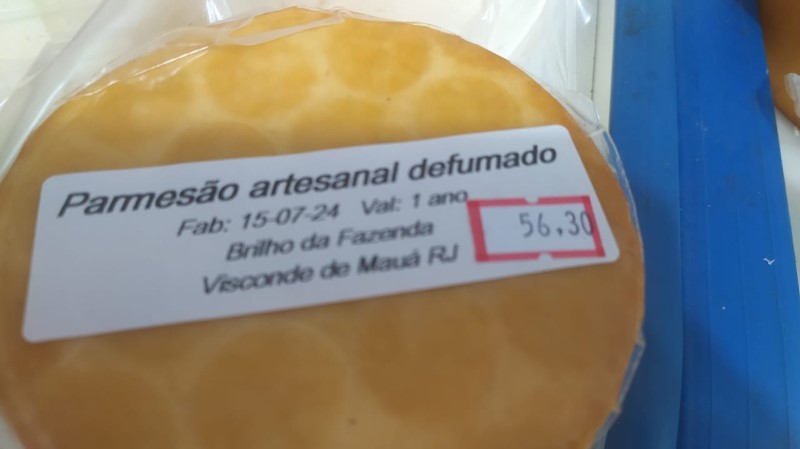 Parmesão artesanal defumado
Fab: 15-07-24 Val: 1 ano
56.30
Brilho da Fazenda
Visconde de Mauá RJ